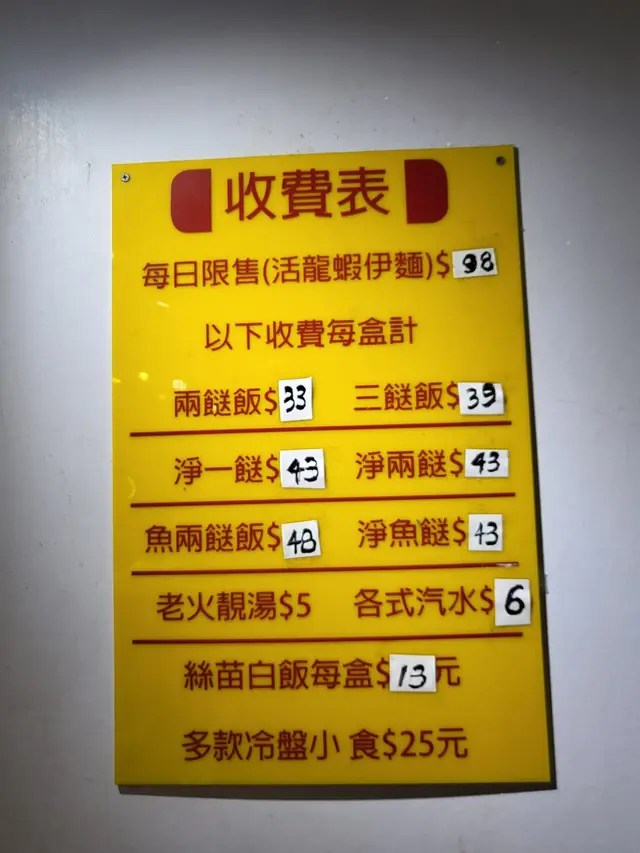 收費表
每日限售(活龍蝦伊麵)$98
以下收費每盒計
兩餸飯$33 三餸飯$39
淨一餸$43 淨兩餸$43
魚兩餸飯$48 淨魚餸$43
老火靚湯$5 各式汽水$6
絲苗白飯每盒$13元
多款冷盤小 食$25元